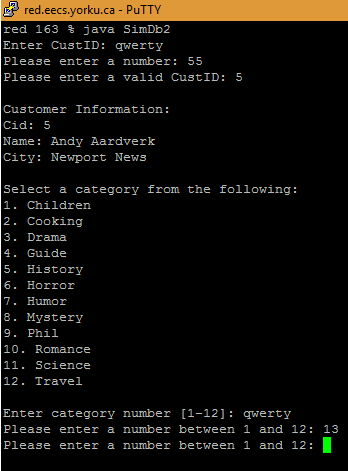 red.eecs.yorku.ca - PuTTY
red 163 % java SimDb2
Enter CustID: qwerty
Please enter a number: 55
Please enter a valid CustID: 5
Customer Information:
Cid: 5
Name: Andy Aardverk
City: Newport News
Select a category from the following:
1. Children
2. Cooking
3. Drama
4. Guide
5. History
6. Horror
7. Humor
8. Mystery
9. Phil
10. Romance
11. Science
12. Travel
Enter category number [1-12]: qwerty
Please enter a number between 1 and 12: 13
Please enter a number between 1 and 12: